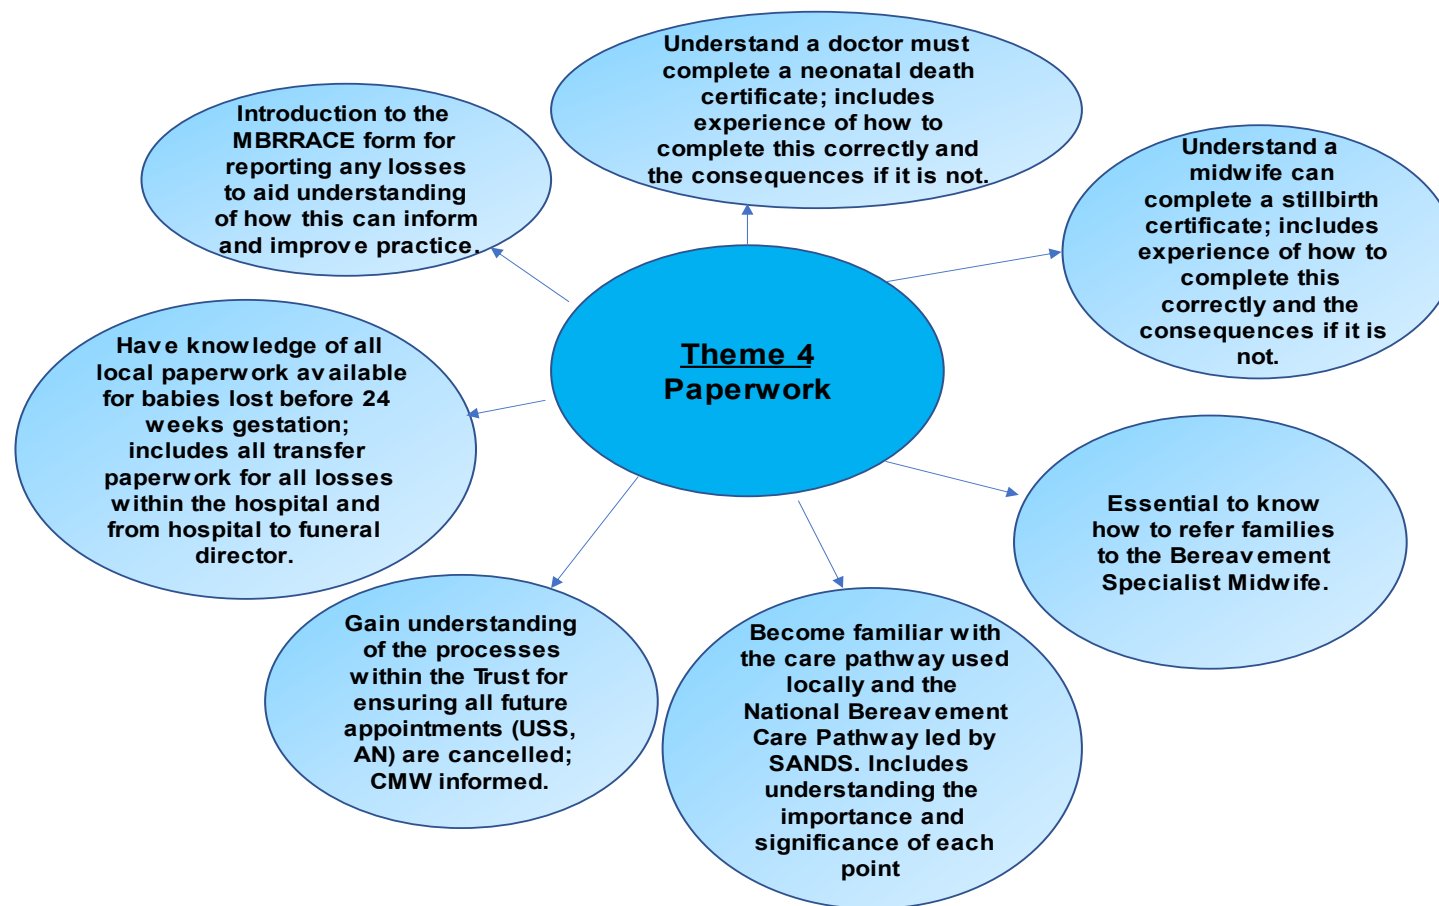 Understand a doctor must
complete a neonatal death
certificate; includes
experience of how to
complete this correctly and
the consequences if it is not.
Introduction to the
MBRRACE form for
reporting any losses
to aid understanding
of how this can inform
and improve practice.
Understand a
midwife can
complete a stillbirth
certificate; includes
experience of how to
complete this
correctly and the
consequences if it is
not.
Theme 4
Paperwork
Have knowledge of all
local paperwork available
for babies lost before 24
weeks gestation;
includes all transfer
paperwork for all losses
within the hospital and
from hospital to funeral
director.
Essential to know
how to refer families
to the Bereavement
Specialist Midwife.
Gain understanding
of the processes
within the Trust for
ensuring all future
appointments (USS,
AN) are cancelled;
CMW informed.
Become familiar with
the care pathway used
locally and the
National Bereavement
Care Pathway led by
SANDS. Includes
understanding the
importance and
significance of each
point